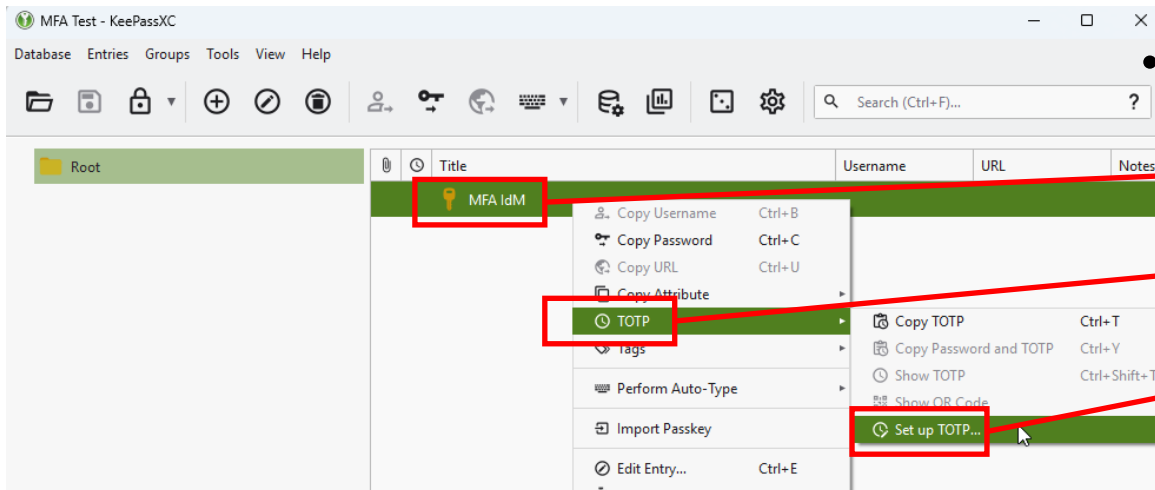 MFA Test - KeePassXC
Database Entries Groups Tools View Help
Search (Ctrl+F)... ?
Root
Title Username URL Notes
MFA IdM
Copy Username Ctrl+B
Copy Password Ctrl+C
Copy URL Ctrl+U
Copy Attribute
TOTP
Copy TOTP Ctrl+T
Tags
Copy Password and TOTP Ctrl+Y
Show TOTP Ctrl+Shift+T
Perform Auto-Type
Show QR Code
Import Passkey
Set up TOTP...
Edit Entry... Ctrl+E